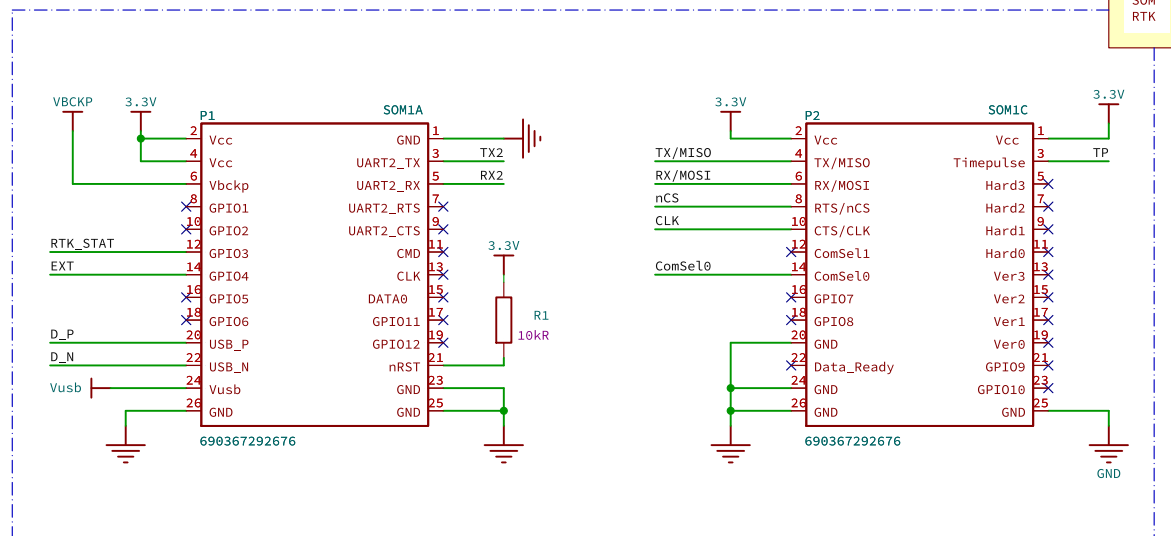 SOM
RTK
VBCKP
3.3V
P1
SOM1A
2 Vcc GND 1
4 Vcc UART2_TX 3 TX2
6 Vbckp UART2_RX 5 RX2
8 GPIO1 UART2_RTS 7
10 GPIO2 UART2_CTS 9
RTK_STAT 12 GPIO3 CMD 11
EXT 14 GPIO4 CLK 13
16 GPIO5 DATA0 15
18 GPIO6 GPIO11 17
D_P 20 USB_P GPIO12 19
D_N 22 USB_N nRST 21
Vusb 24 Vusb GND 23
26 GND GND 25
690367292676
3.3V
R1
10kR
3.3V
3.3V
P2
SOM1C
2 Vcc Vcc 1
TX/MISO 4 TX/MISO Timepulse 3 TP
RX/MOSI 6 RX/MOSI Hard3 5
nCS 8 RTS/nCS Hard2 7
CLK 10 CTS/CLK Hard1 9
12 ComSel1 Hard0 11
ComSel0 14 ComSel0 Ver3 13
16 GPIO7 Ver2 15
18 GPIO8 Ver1 17
20 GND Ver0 19
22 Data_Ready GPIO9 21
24 GND GPIO10 23
26 GND GND 25
690367292676
GND